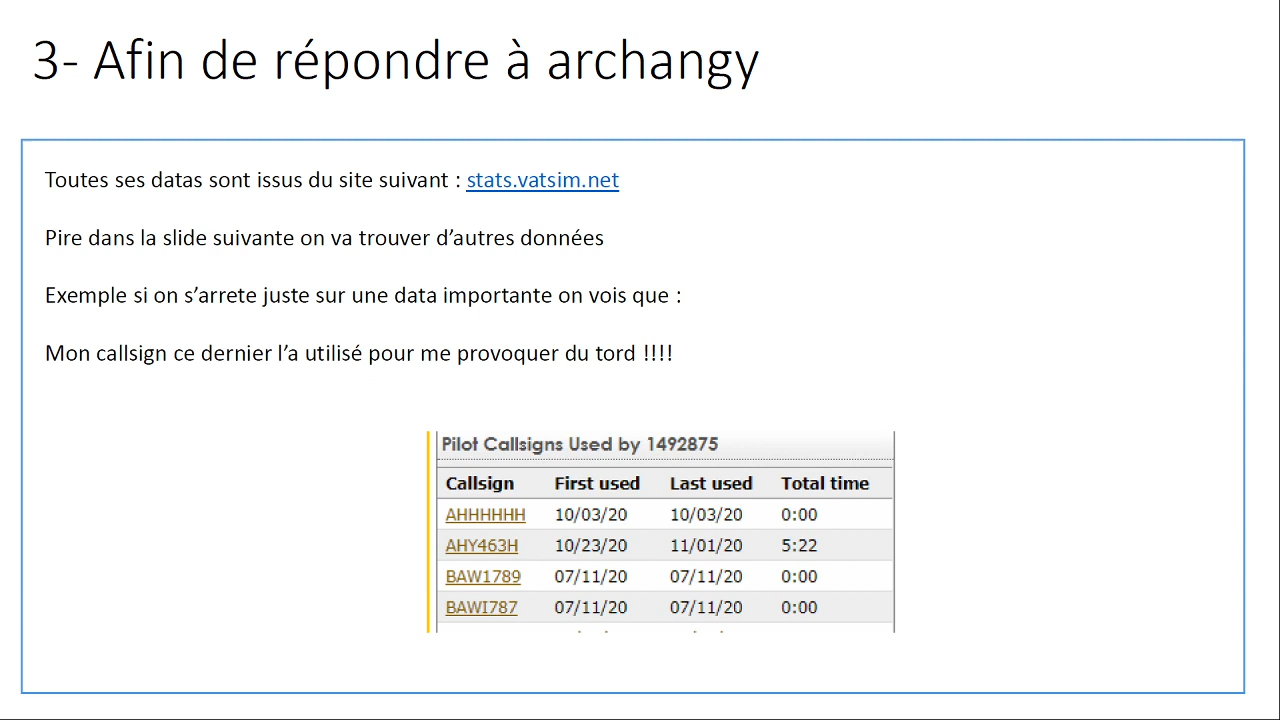 3- Afin de répondre à archangy
Toutes ses datas sont issus du site suivant : stats.vatsim.net
Pire dans la slide suivante on va trouver d’autres données
Exemple si on s’arrete juste sur une data importante on vois que :
Mon callsign ce dernier l’a utilisé pour me provoquer du tord !!!!
Pilot Callsigns Used by 1492875
Callsign First used Last used Total time
AHHHHHH 10/03/20 10/03/20 0:00
AHY463H 10/23/20 11/01/20 5:22
BAW1789 07/11/20 07/11/20 0:00
BAWI787 07/11/20 07/11/20 0:00